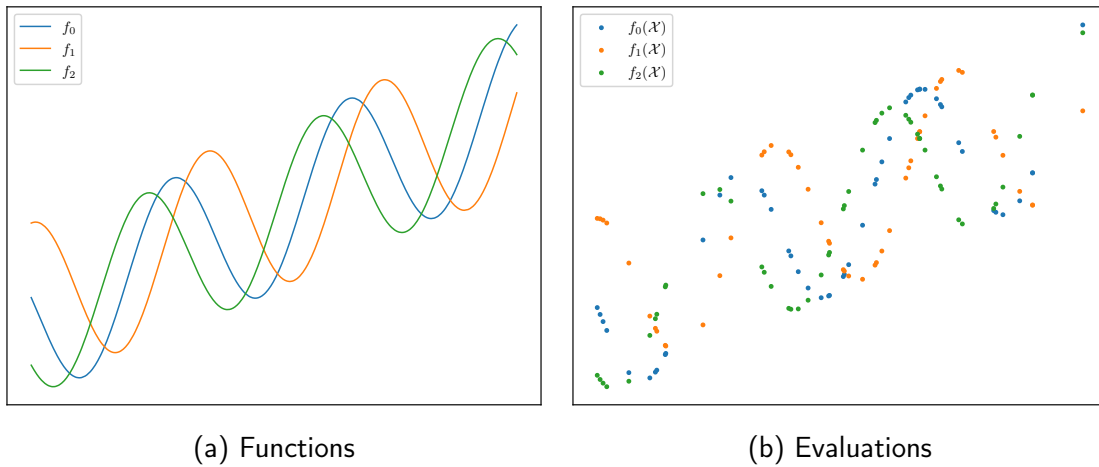 f₀
f₁
f₂
f₀(𝒳)
f₁(𝒳)
f₂(𝒳)
(a) Functions
(b) Evaluations